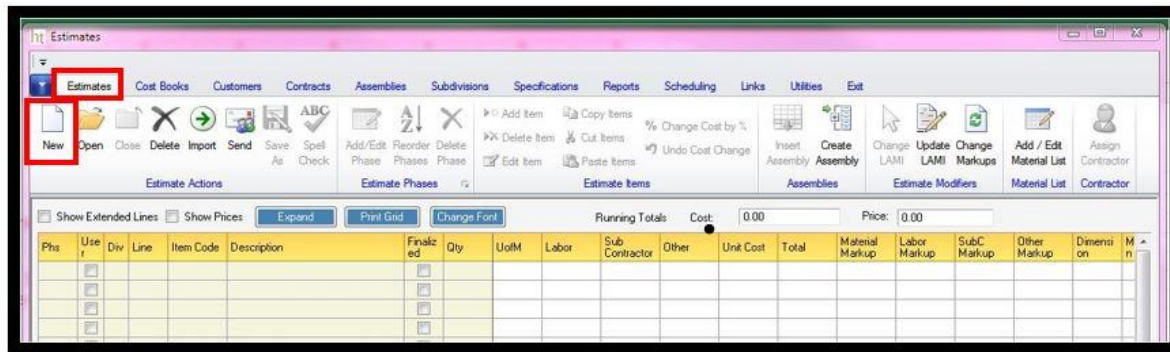 ht Estimates
Estimates Cost Books Customers Contracts Assemblies Subdivisions Specifications Reports Scheduling Links Utilities Exit
New Open Close Delete Import Send Save As ABC Spell Check
Add/Edit Phase A Z Reorder Phases Delete Phase
Add Item Copy Items % Change Cost by %
Delete Item Cut Items Undo Cost Change
Edit Item Paste Items
Insert Assembly Create Assembly
Change LAMI Update LAMI Change Markups
Add / Edit Material List
Assign Contractor
Estimate Actions Estimate Phases Estimate Items Assemblies Estimate Modifiers Material List Contractor
Show Extended Lines Show Prices Expand Print Grid Change Font Running Totals Cost: 0.00 Price: 0.00
Phs User Div Line Item Code Description Finalized Qty UofM Labor Sub Contractor Other Unit Cost Total Material Markup Labor Markup SubC Markup Other Markup Dimension M n